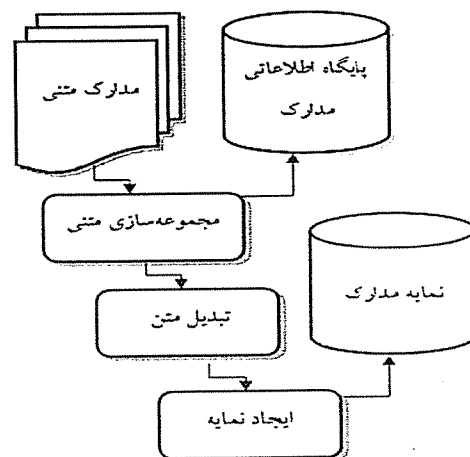 مدارک متنی
پایگاه اطلاعاتی
مدارک
مجموعه‌سازی متنی
تبدیل متن
نمایه مدارک
ایجاد نمایه